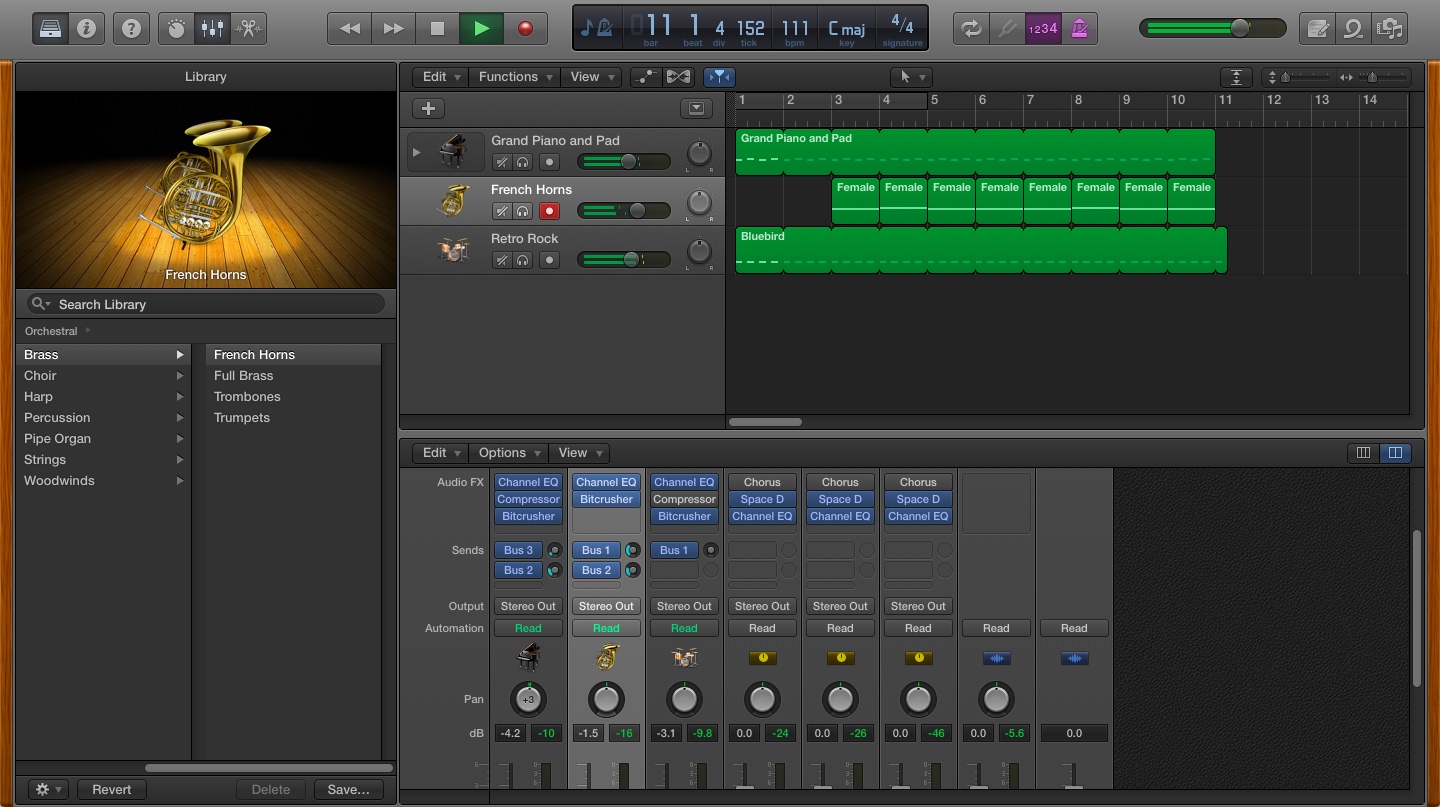 011 1 4 152 111 C maj 4/4
bar beat div tick bpm key signature
1234
Library
French Horns
Search Library
Orchestral
Brass
Choir
Harp
Percussion
Pipe Organ
Strings
Woodwinds
French Horns
Full Brass
Trombones
Trumpets
Revert Delete Save...
Edit Functions View
1 2 3 4 5 6 7 8 9 10 11 12 13 14
Grand Piano and Pad
L R
French Horns
L R
Retro Rock
L R
Grand Piano and Pad
Female Female Female Female Female Female Female Female
Bluebird
Edit Options View
Audio FX Channel EQ Channel EQ Channel EQ Chorus Chorus Chorus
Compressor Bitcrusher Compressor Space D Space D Space D
Bitcrusher Bitcrusher Channel EQ Channel EQ Channel EQ
Sends Bus 3 Bus 1 Bus 1
Bus 2 Bus 2
Output Stereo Out Stereo Out Stereo Out Stereo Out Stereo Out Stereo Out
Automation Read Read Read Read Read Read Read Read
Pan +3
dB -4.2 -10 -1.5 -16 -3.1 -9.8 0.0 -24 0.0 -26 0.0 -46 0.0 -5.6 0.0